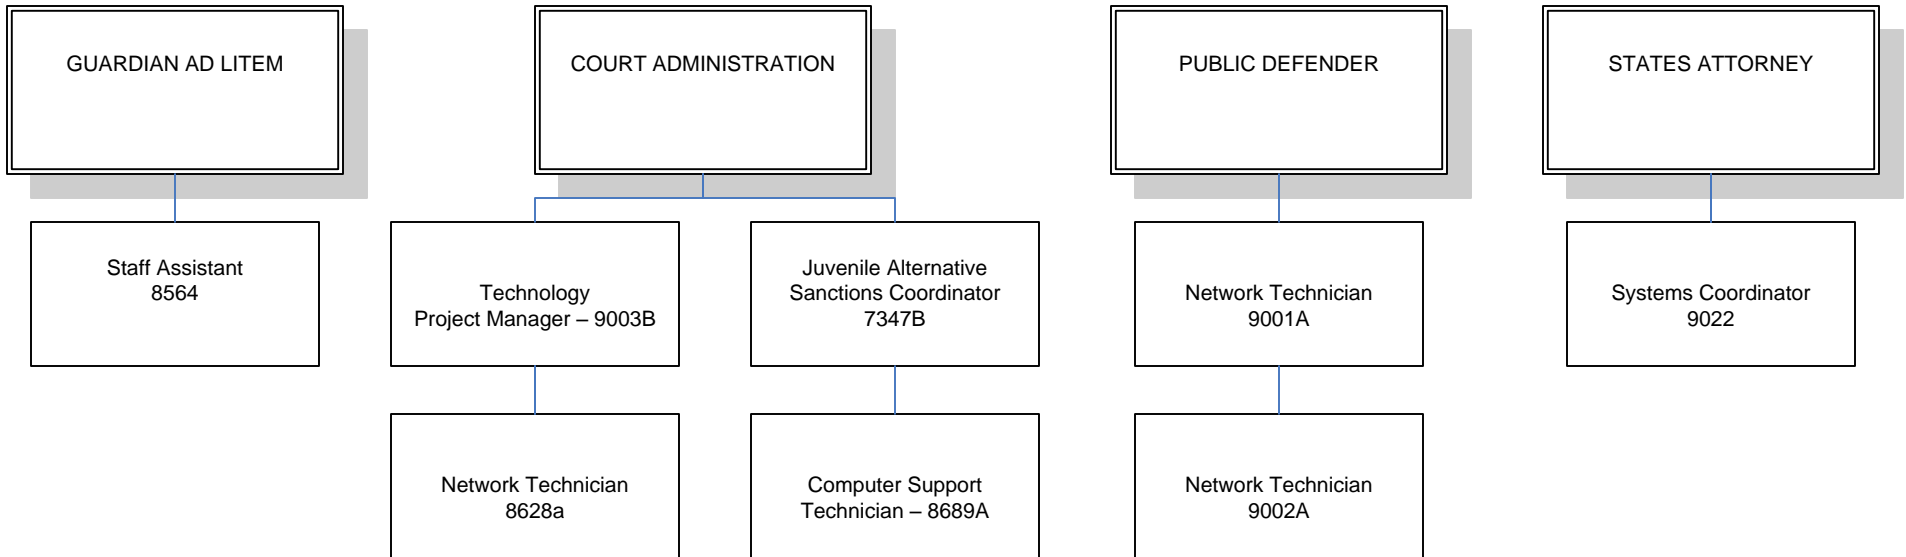 GUARDIAN AD LITEM
COURT ADMINISTRATION
PUBLIC DEFENDER
STATES ATTORNEY
Staff Assistant
8564
Technology
Project Manager – 9003B
Juvenile Alternative
Sanctions Coordinator
7347B
Network Technician
9001A
Systems Coordinator
9022
Network Technician
8628a
Computer Support
Technician – 8689A
Network Technician
9002A